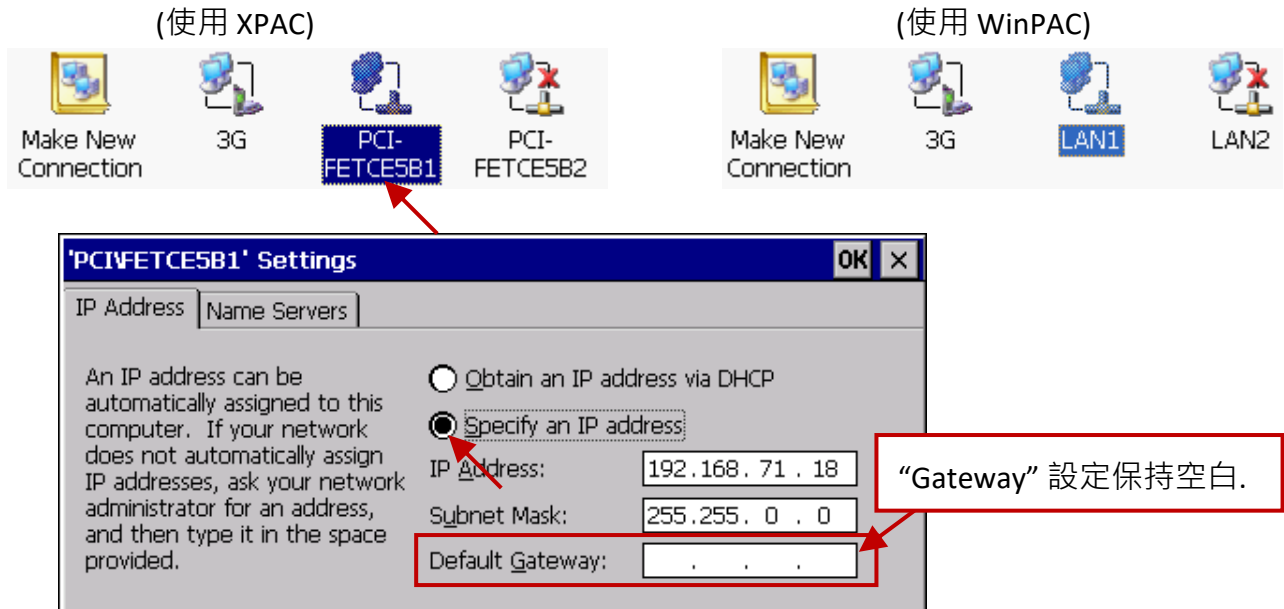 (使用 XPAC)
(使用 WinPAC)
Make New
Connection
3G
PCI-
FETCE5B1
PCI-
FETCE5B2
Make New
Connection
3G
LAN1
LAN2
'PCI\FETCE5B1' Settings
OK ×
IP Address
Name Servers
An IP address can be
automatically assigned to this
computer. If your network
does not automatically assign
IP addresses, ask your network
administrator for an address,
and then type it in the space
provided.
Obtain an IP address via DHCP
Specify an IP address
IP Address: 192.168. 71 . 18
Subnet Mask: 255.255. 0 . 0
Default Gateway: . . .
“Gateway” 設定保持空白.